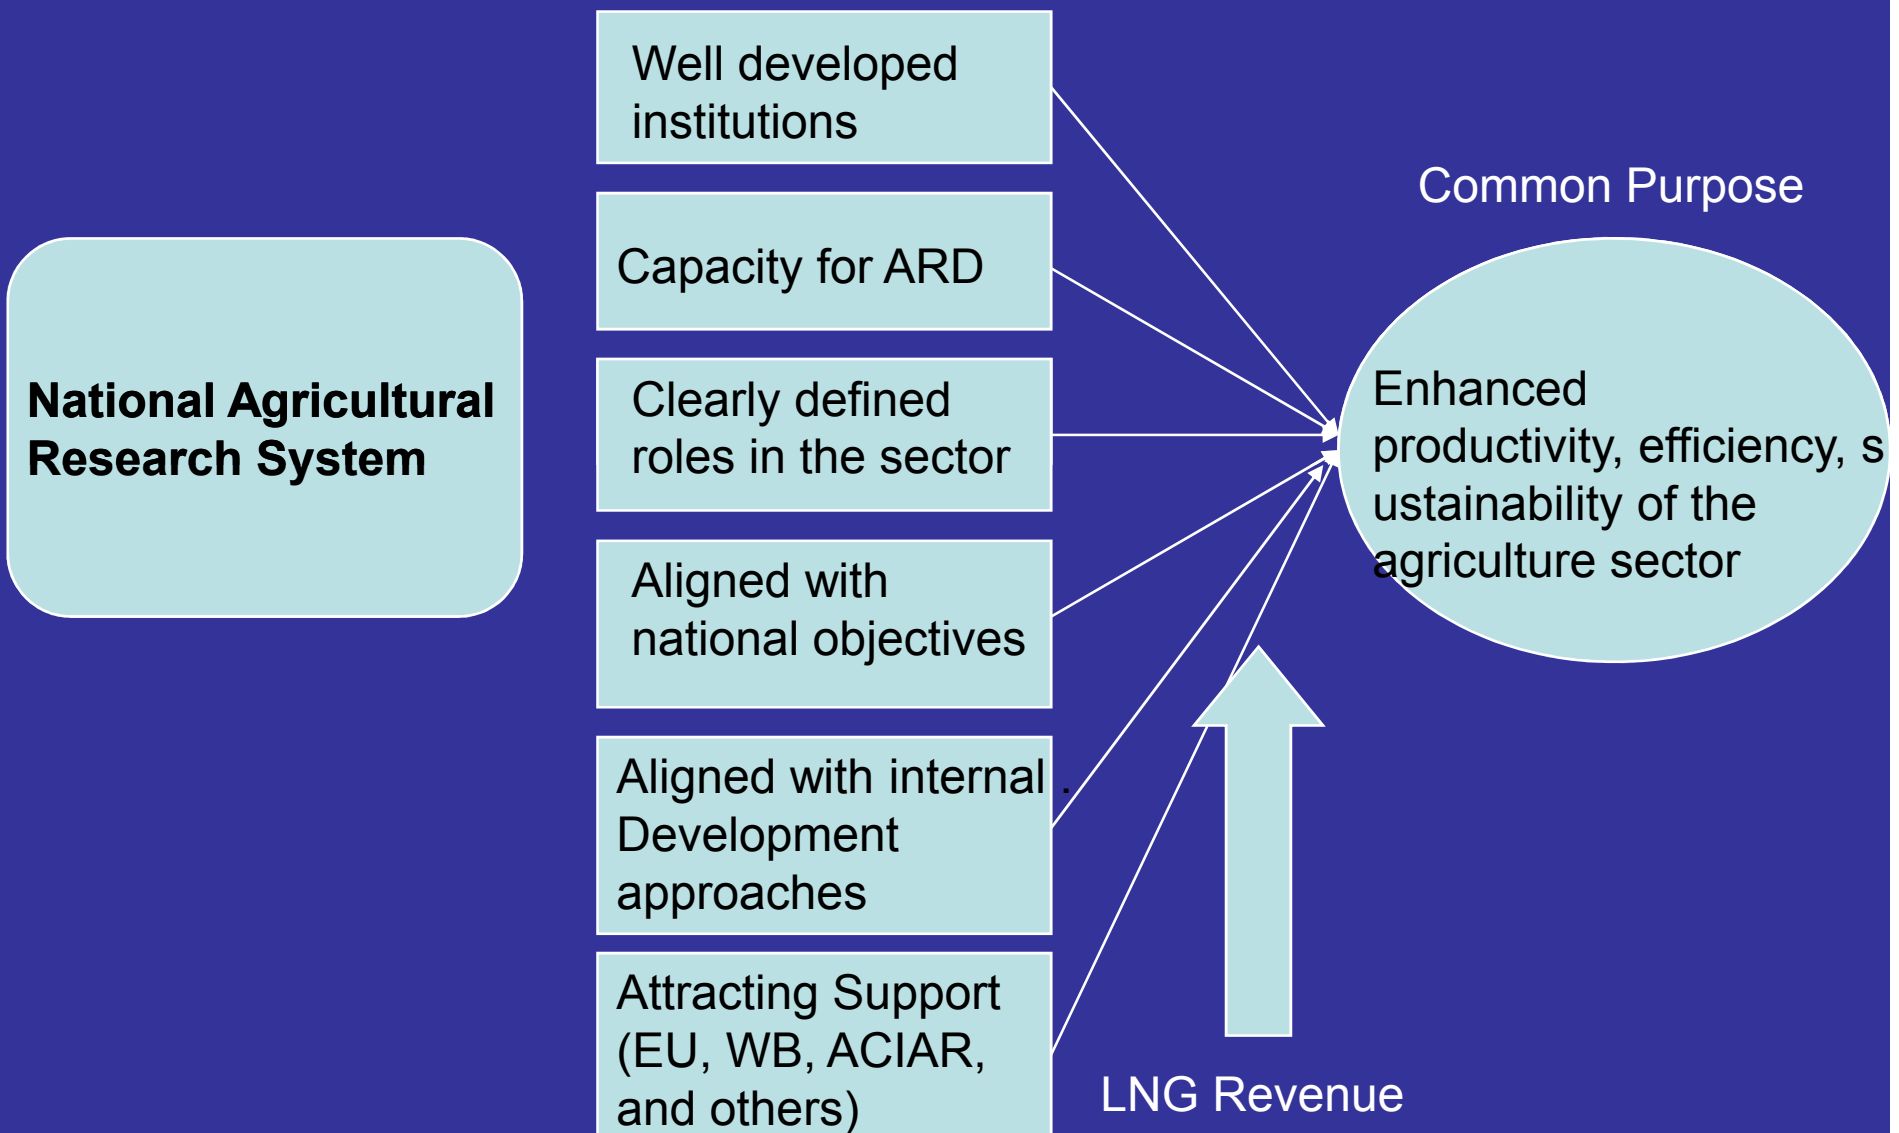 National Agricultural
Research System
Well developed
institutions
Capacity for ARD
Clearly defined
roles in the sector
Aligned with
national objectives
Aligned with internal .
Development
approaches
Attracting Support
(EU, WB, ACIAR,
and others)
Common Purpose
Enhanced
productivity, efficiency, s
ustainability of the
agriculture sector
LNG Revenue